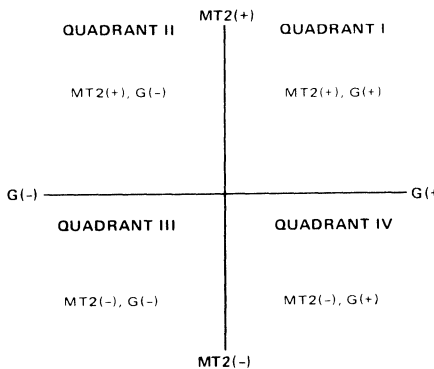 MT2(+)
QUADRANT II QUADRANT I
MT2(+), G(-) MT2(+), G(+)
G(-) G(+
QUADRANT III QUADRANT IV
MT2(-), G(-) MT2(-), G(+)
MT2(-)